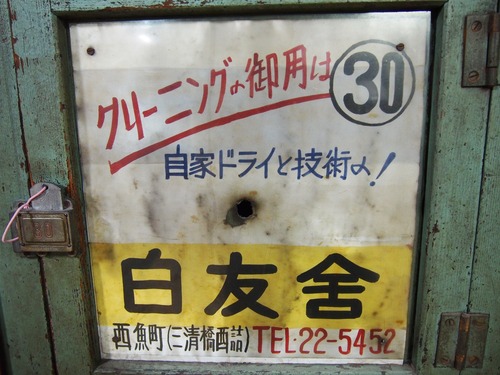 クリーニングの御用は 30
自家ドライと技術の!
白友舎
西魚町(三清橋西詰) TEL・22-5452